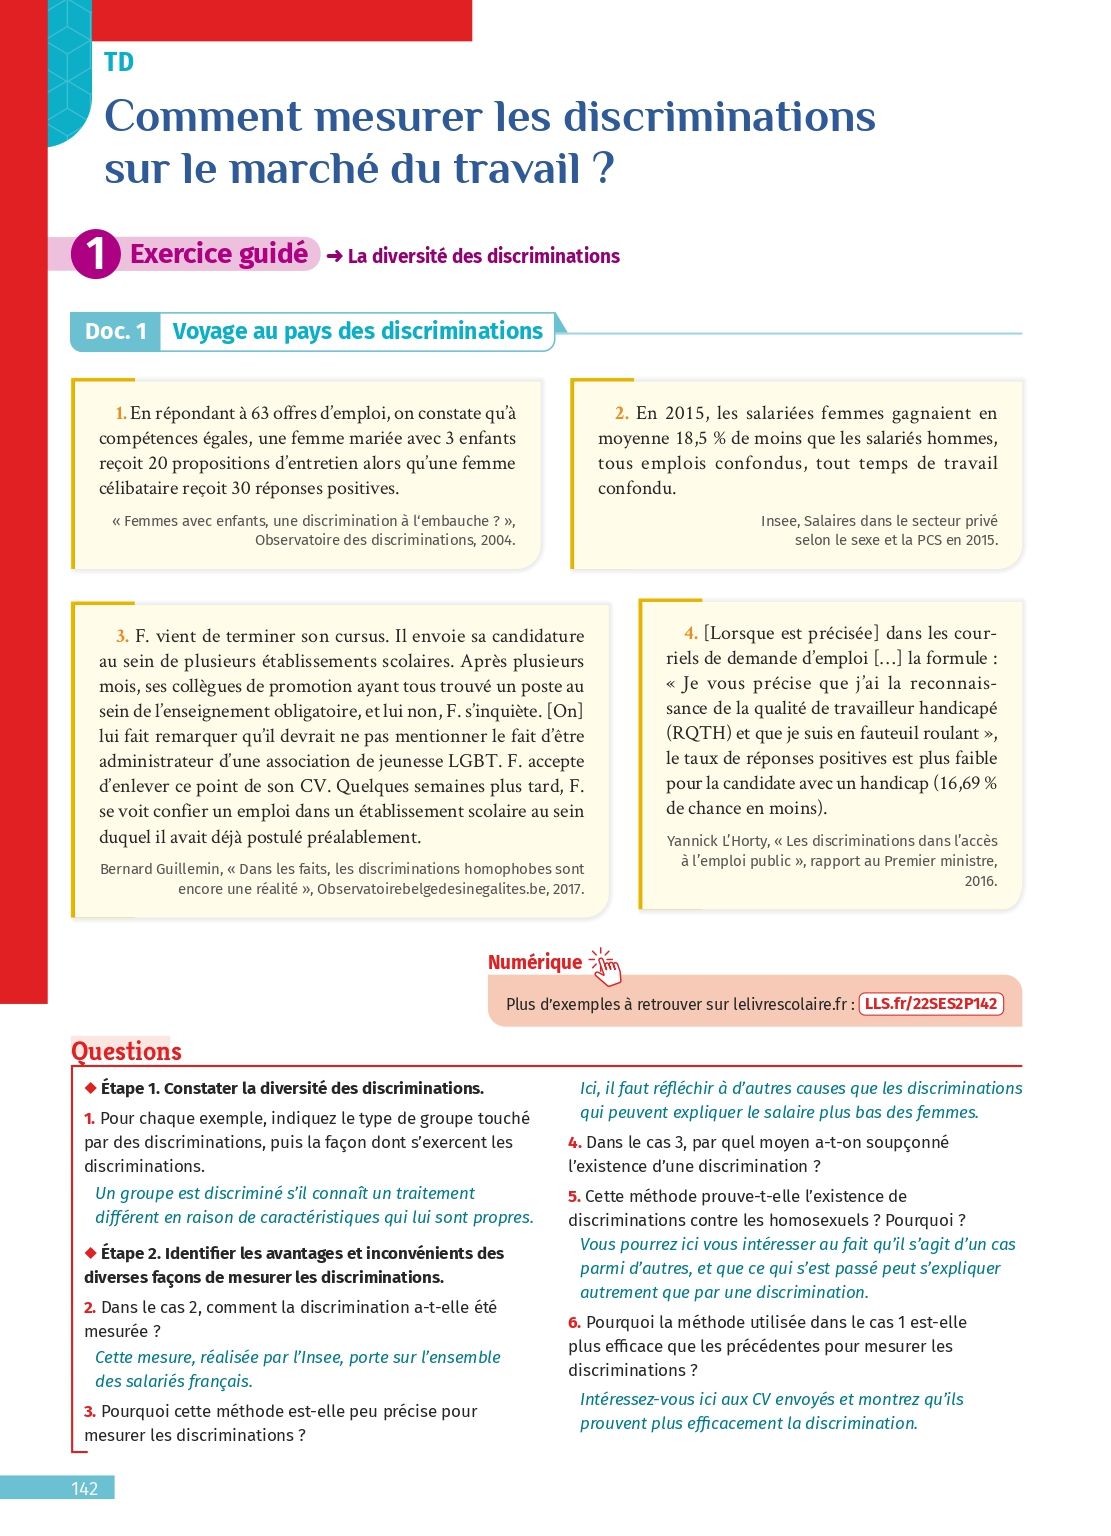 TD
Comment mesurer les discriminations
sur le marché du travail ?
1 Exercice guidé ➜ La diversité des discriminations
Doc. 1 Voyage au pays des discriminations
1. En répondant à 63 offres d’emploi, on constate qu’à
compétences égales, une femme mariée avec 3 enfants
reçoit 20 propositions d’entretien alors qu’une femme
célibataire reçoit 30 réponses positives.
« Femmes avec enfants, une discrimination à l‘embauche ? »,
Observatoire des discriminations, 2004.
2. En 2015, les salariées femmes gagnaient en
moyenne 18,5 % de moins que les salariés hommes,
tous emplois confondus, tout temps de travail
confondu.
Insee, Salaires dans le secteur privé
selon le sexe et la PCS en 2015.
3. F. vient de terminer son cursus. Il envoie sa candidature
au sein de plusieurs établissements scolaires. Après plusieurs
mois, ses collègues de promotion ayant tous trouvé un poste au
sein de l’enseignement obligatoire, et lui non, F. s’inquiète. [On]
lui fait remarquer qu’il devrait ne pas mentionner le fait d’être
administrateur d’une association de jeunesse LGBT. F. accepte
d’enlever ce point de son CV. Quelques semaines plus tard, F.
se voit confier un emploi dans un établissement scolaire au sein
duquel il avait déjà postulé préalablement.
Bernard Guillemin, « Dans les faits, les discriminations homophobes sont
encore une réalité », Observatoirebelgedesinegalites.be, 2017.
4. [Lorsque est précisée] dans les cour-
riels de demande d’emploi […] la formule :
« Je vous précise que j’ai la reconnais-
sance de la qualité de travailleur handicapé
(RQTH) et que je suis en fauteuil roulant »,
le taux de réponses positives est plus faible
pour la candidate avec un handicap (16,69 %
de chance en moins).
Yannick L’Horty, « Les discriminations dans l’accès
à l’emploi public », rapport au Premier ministre,
2016.
Numérique
Plus d’exemples à retrouver sur lelivrescolaire.fr : LLS.fr/22SES2P142
Questions
◆ Étape 1. Constater la diversité des discriminations.
1. Pour chaque exemple, indiquez le type de groupe touché
par des discriminations, puis la façon dont s’exercent les
discriminations.
Un groupe est discriminé s’il connaît un traitement
différent en raison de caractéristiques qui lui sont propres.
◆ Étape 2. Identifier les avantages et inconvénients des
diverses façons de mesurer les discriminations.
2. Dans le cas 2, comment la discrimination a-t-elle été
mesurée ?
Cette mesure, réalisée par l’Insee, porte sur l’ensemble
des salariés français.
3. Pourquoi cette méthode est-elle peu précise pour
mesurer les discriminations ?
Ici, il faut réfléchir à d’autres causes que les discriminations
qui peuvent expliquer le salaire plus bas des femmes.
4. Dans le cas 3, par quel moyen a-t-on soupçonné
l’existence d’une discrimination ?
5. Cette méthode prouve-t-elle l’existence de
discriminations contre les homosexuels ? Pourquoi ?
Vous pourrez ici vous intéresser au fait qu’il s’agit d’un cas
parmi d’autres, et que ce qui s’est passé peut s’expliquer
autrement que par une discrimination.
6. Pourquoi la méthode utilisée dans le cas 1 est-elle
plus efficace que les précédentes pour mesurer les
discriminations ?
Intéressez-vous ici aux CV envoyés et montrez qu’ils
prouvent plus efficacement la discrimination.
142